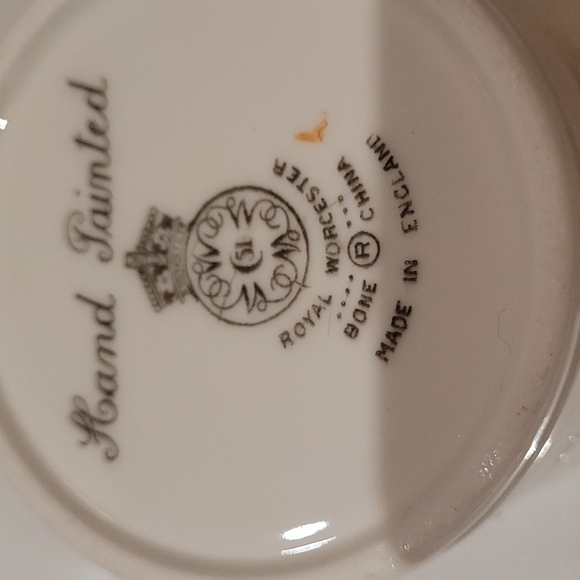 Hand Painted
51
ROYAL WORCESTER
BONE ® CHINA
MADE IN ENGLAND